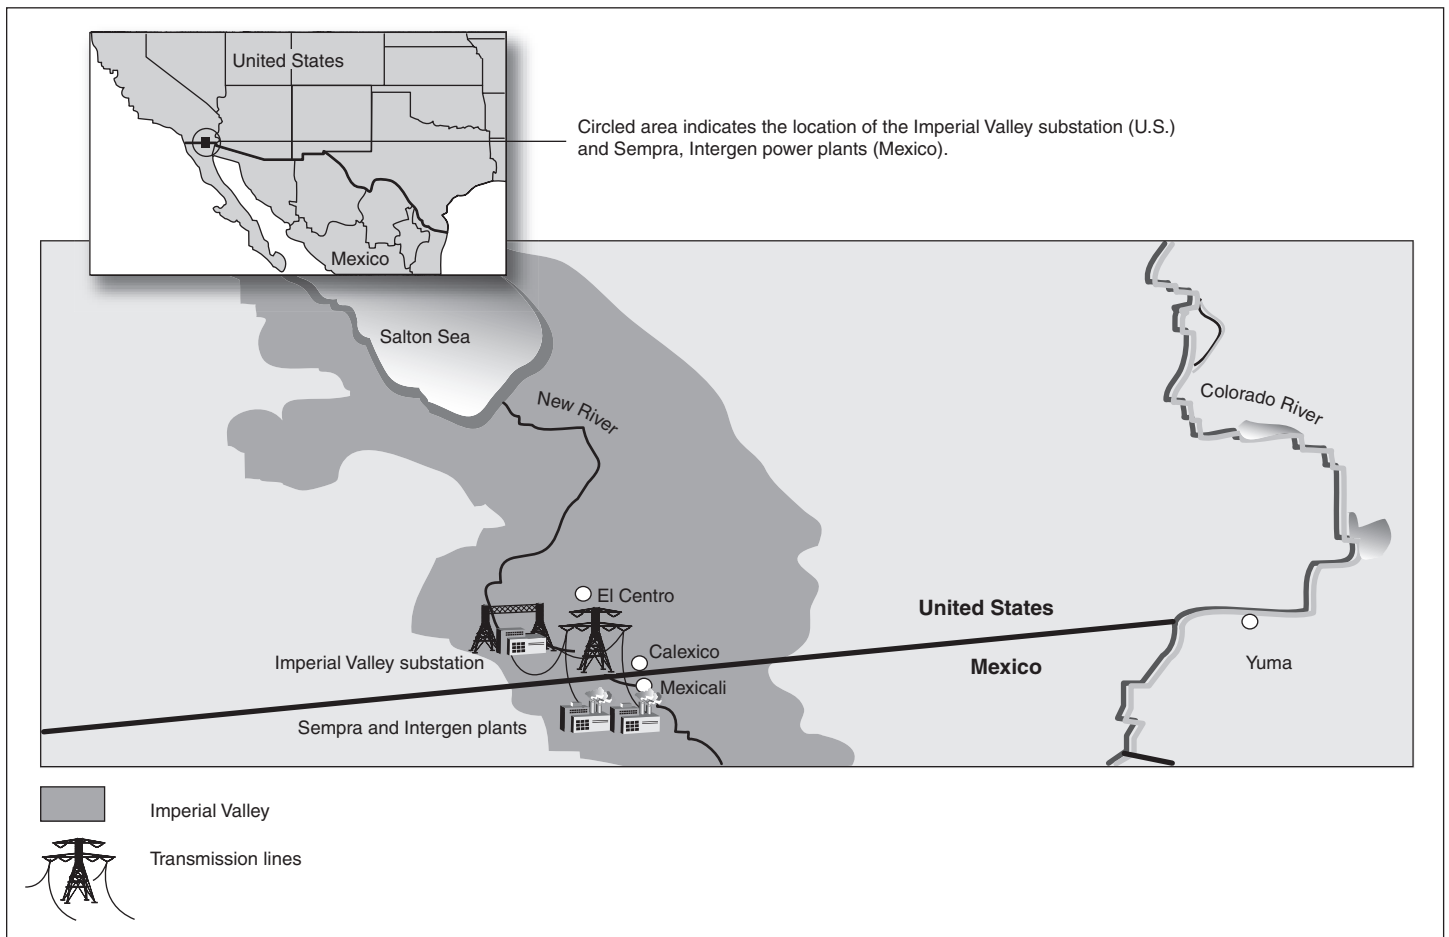 United States
Circled area indicates the location of the Imperial Valley substation (U.S.)
and Sempra, Intergen power plants (Mexico).
Mexico
Salton Sea
New River
Colorado River
El Centro
United States
Calexico
Imperial Valley substation
Mexico
Yuma
Mexicali
Sempra and Intergen plants
Imperial Valley
Transmission lines